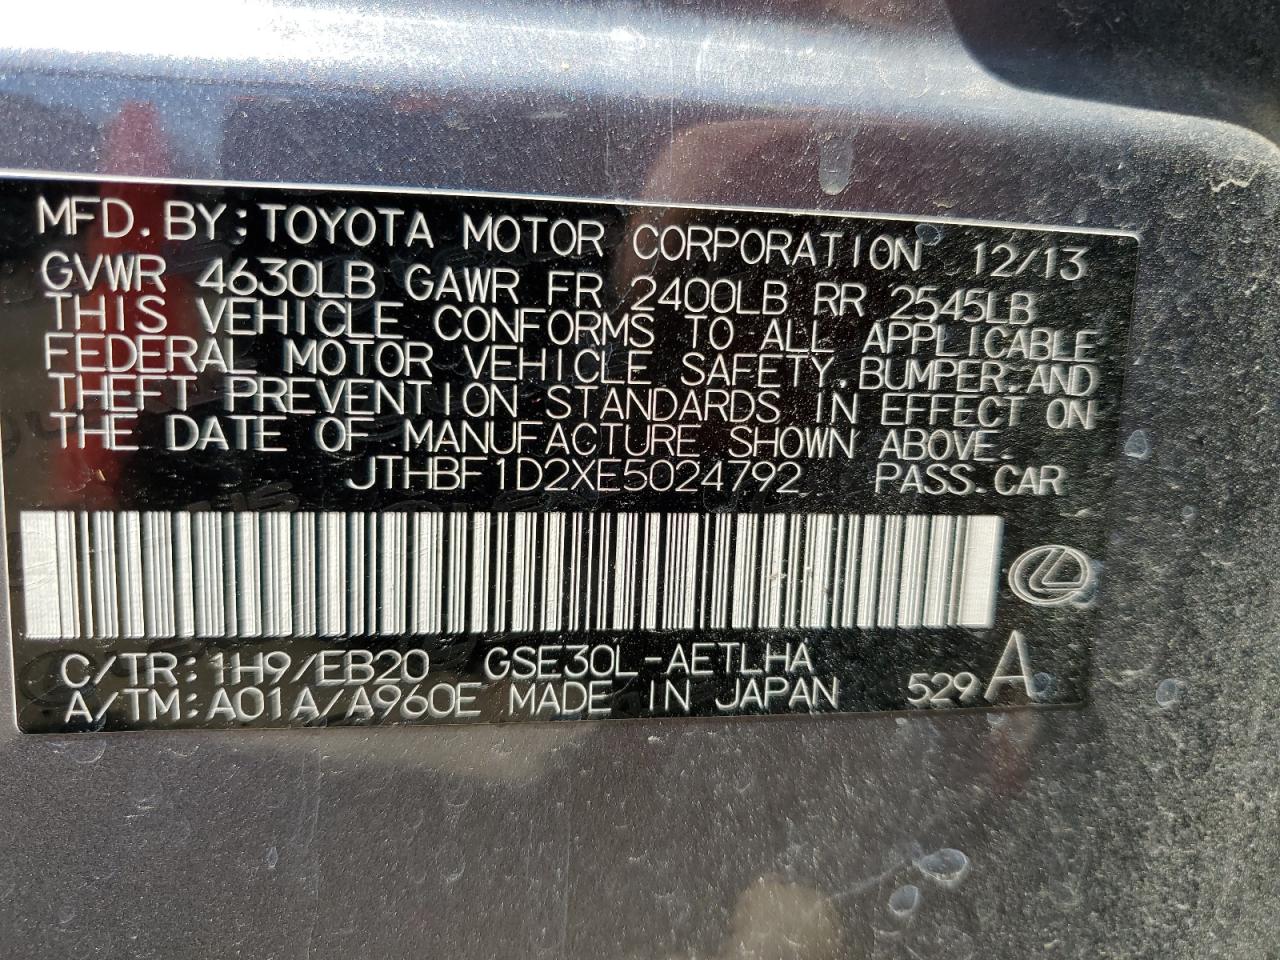 MFD. BY: TOYOTA MOTOR CORPORATION 12/13
GVWR 4630LB GAWR FR 2400LB RR 2545LB
THIS VEHICLE CONFORMS TO ALL APPLICABLE
FEDERAL MOTOR VEHICLE SAFETY, BUMPER, AND
THEFT PREVENTION STANDARDS IN EFFECT ON
THE DATE OF MANUFACTURE SHOWN ABOVE.
JTHBF1D2XE5024792 PASS. CAR
C/TR: 1H9/EB20 GSE30L-AETLHA
A/TM: A01A/A960E MADE IN JAPAN 529 A